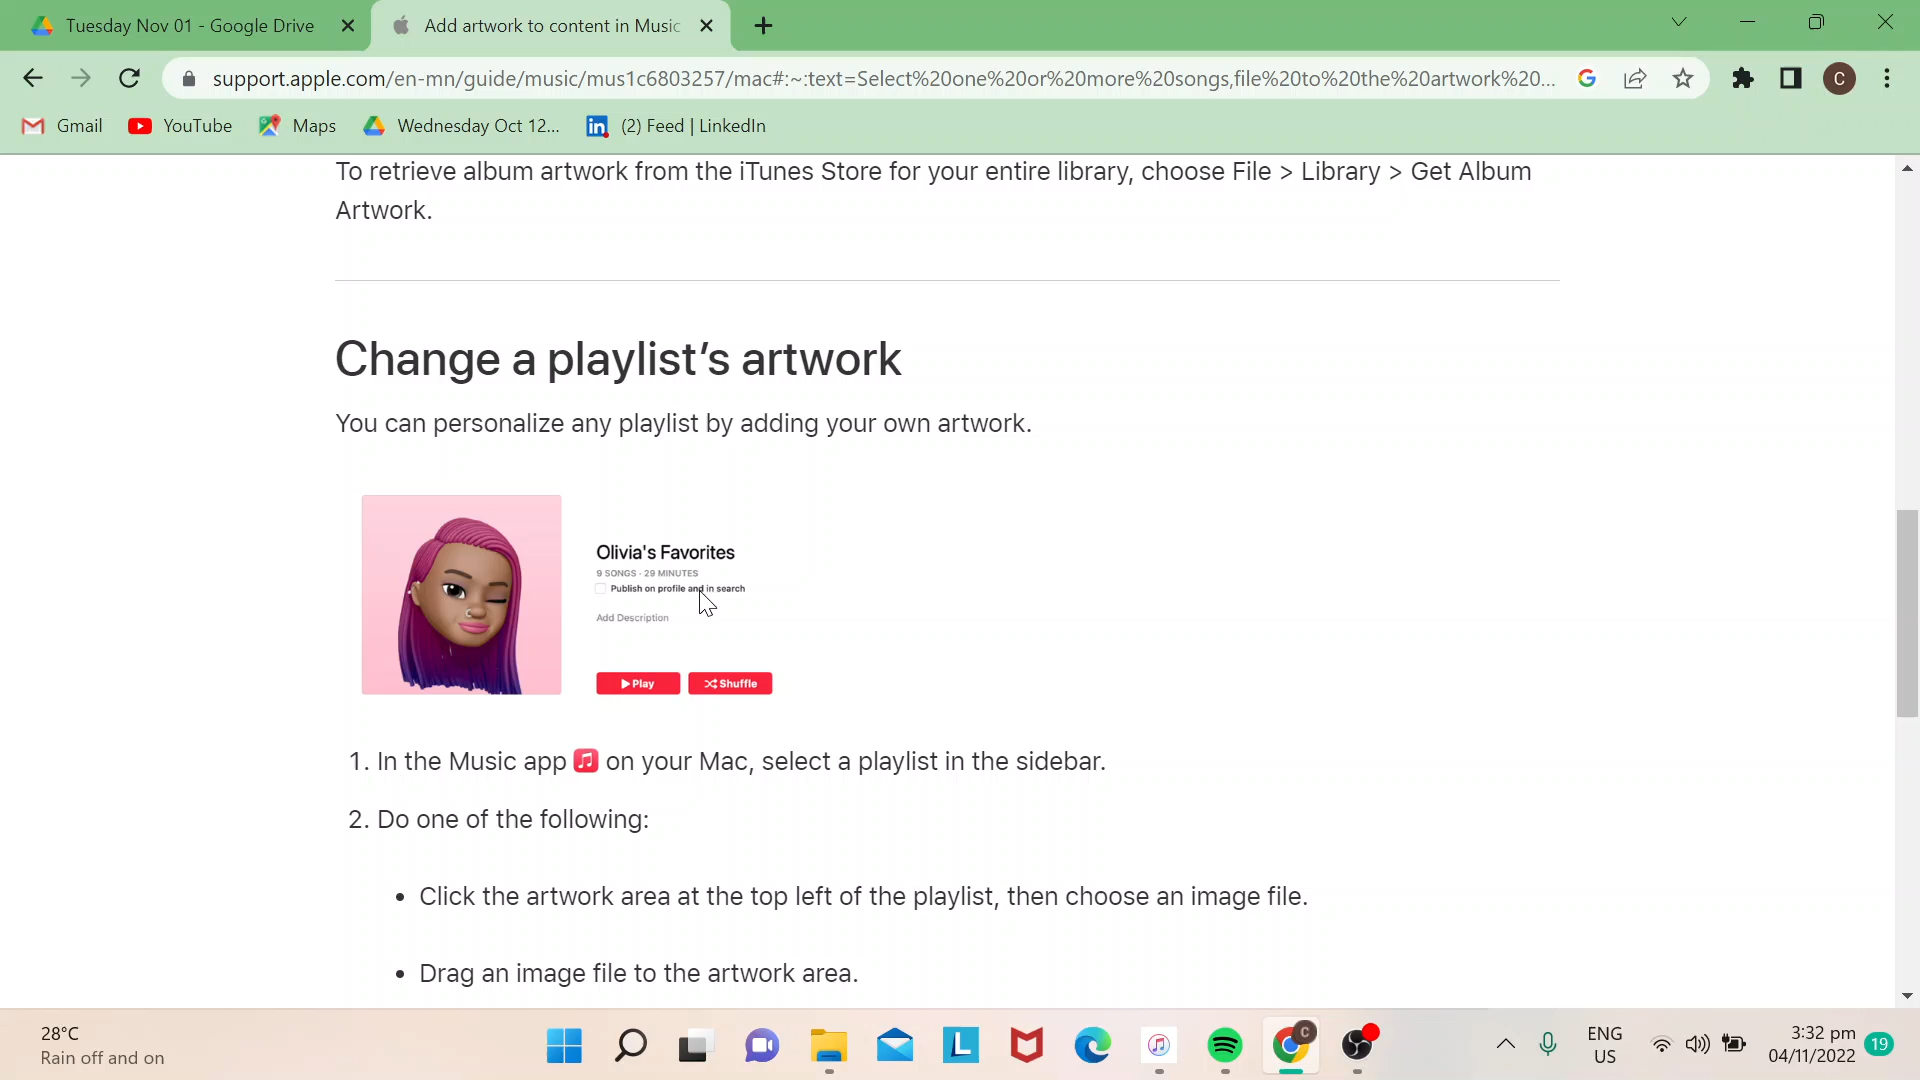 Tuesday Nov 01 - Google Drive
Add artwork to content in Music
support.apple.com/en-mn/guide/music/mus1c6803257/mac#:~:text=Select%20one%20or%20more%20songs,file%20to%20the%20artwork%20...
C
Gmail
YouTube
Maps
Wednesday Oct 12...
(2) Feed | LinkedIn
To retrieve album artwork from the iTunes Store for your entire library, choose File > Library > Get Album
Artwork.
Change a playlist’s artwork
You can personalize any playlist by adding your own artwork.
Olivia's Favorites
9 SONGS · 29 MINUTES
Publish on profile and in search
Add Description
Play
Shuffle
1. In the Music app on your Mac, select a playlist in the sidebar.
2. Do one of the following:
• Click the artwork area at the top left of the playlist, then choose an image file.
• Drag an image file to the artwork area.
28°C
Rain off and on
L
C
ENG
US
3:32 pm
04/11/2022
19